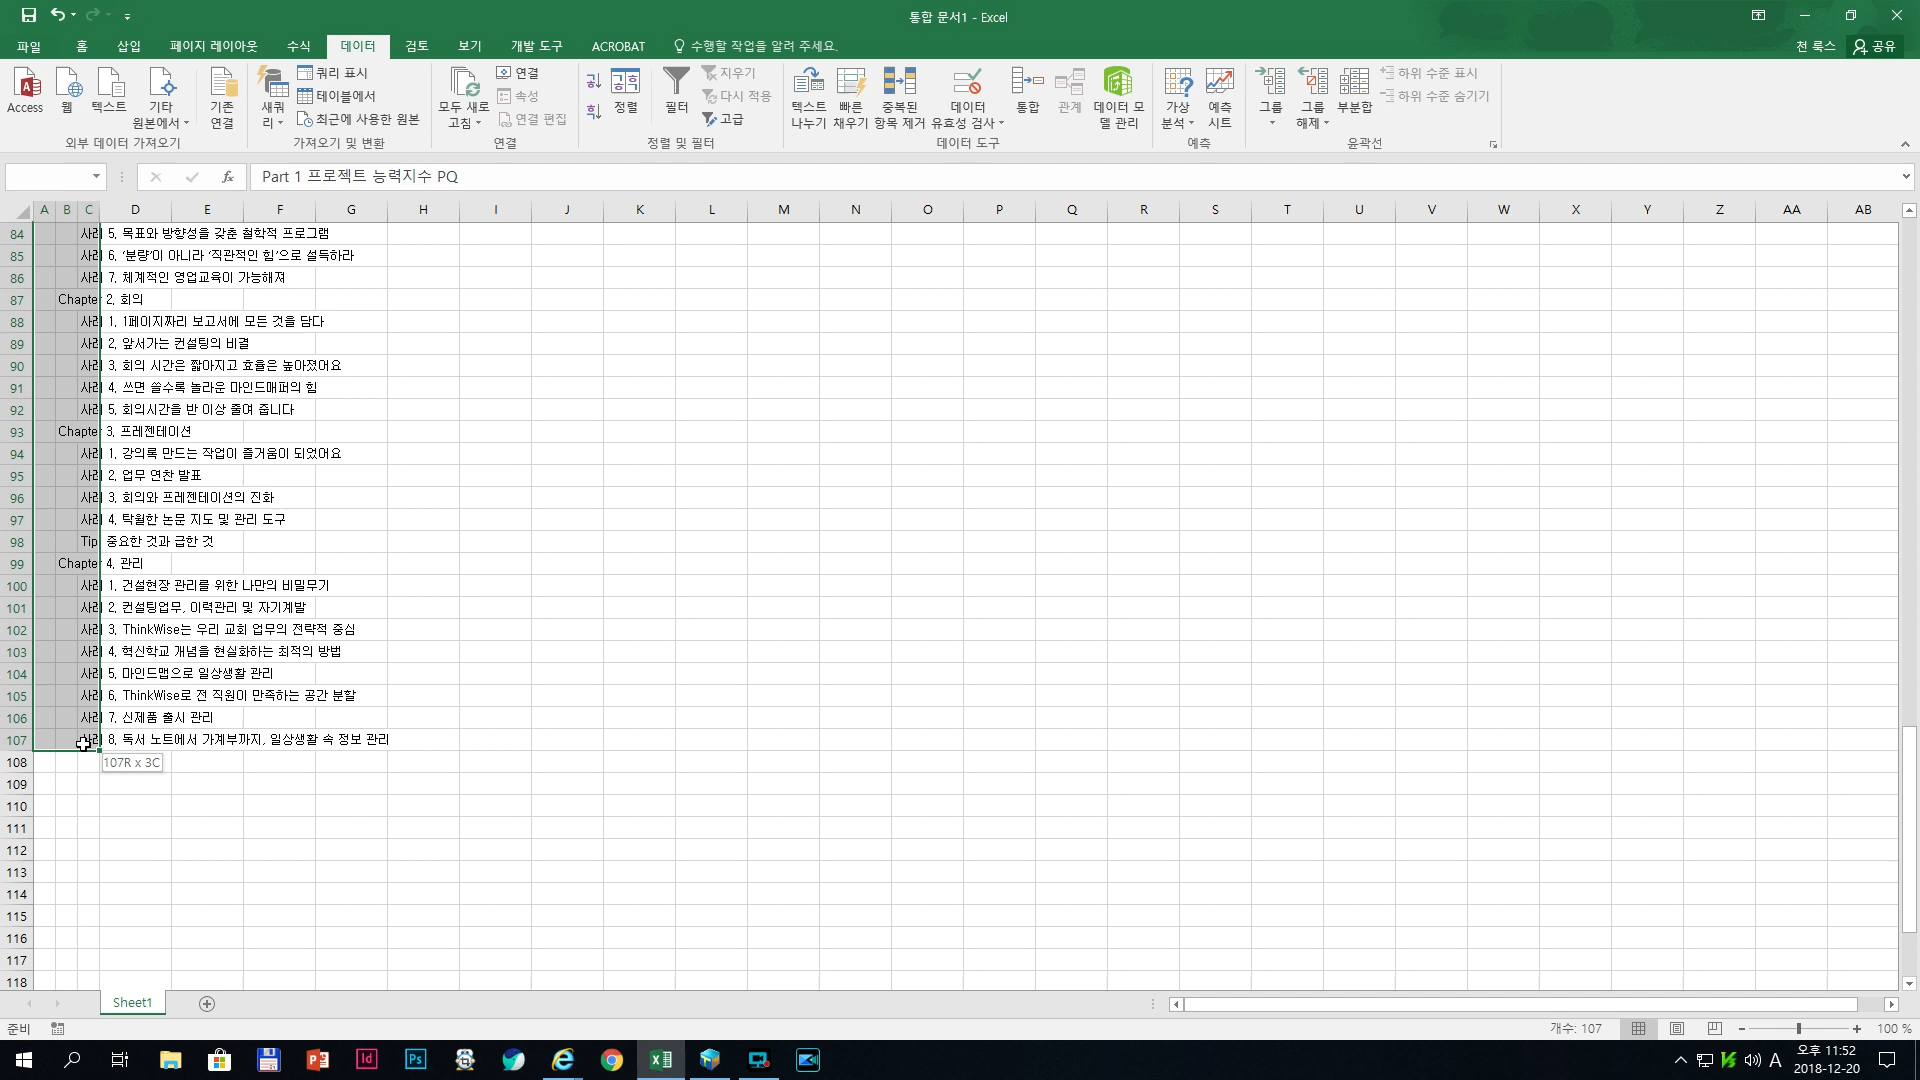 통합 문서1 - Excel
파일 홈 삽입 페이지 레이아웃 수식 데이터 검토 보기 개발 도구 ACROBAT 수행할 작업을 알려 주세요. 천 룩스 공유
Access 웹 텍스트 기타 원본에서 기존 연결
외부 데이터 가져오기
새 쿼리 쿼리 표시
테이블에서
최근에 사용한 원본
가져오기 및 변환
모두 새로 고침 연결
속성
연결 편집
연결
정렬 필터 지우기
다시 적용
고급
정렬 및 필터
텍스트 나누기 빠른 채우기 중복된 항목 제거 데이터 유효성 검사 통합 관계 데이터 모델 관리
데이터 도구
가상 분석 예측 시트
예측
그룹 그룹 해제 부분합 하위 수준 표시
하위 수준 숨기기
윤곽선
fx Part 1 프로젝트 능력지수 PQ
A B C D E F G H I J K L M N O P Q R S T U V W X Y Z AA AB
84 사례 5. 목표와 방향성을 갖춘 철학적 프로그램
85 사례 6. ‘분량’이 아니라 ‘직관적인 힘’으로 설득하라
86 사례 7. 체계적인 영업교육이 가능해져
87 Chapte 2. 회의
88 사례 1. 1페이지짜리 보고서에 모든 것을 담다
89 사례 2. 앞서가는 컨설팅의 비결
90 사례 3. 회의 시간은 짧아지고 효율은 높아졌어요
91 사례 4. 쓰면 쓸수록 놀라운 마인드매퍼의 힘
92 사례 5. 회의시간을 반 이상 줄여 줍니다
93 Chapte 3. 프레젠테이션
94 사례 1. 강의록 만드는 작업이 즐거움이 되었어요
95 사례 2. 업무 연찬 발표
96 사례 3. 회의와 프레젠테이션의 진화
97 사례 4. 탁월한 논문 지도 및 관리 도구
98 Tip 중요한 것과 급한 것
99 Chapte 4. 관리
100 사례 1. 건설현장 관리를 위한 나만의 비밀무기
101 사례 2. 컨설팅업무, 이력관리 및 자기계발
102 사례 3. ThinkWise는 우리 교회 업무의 전략적 중심
103 사례 4. 혁신학교 개념을 현실화하는 최적의 방법
104 사례 5. 마인드맵으로 일상생활 관리
105 사례 6. ThinkWise로 전 직원이 만족하는 공간 분할
106 사례 7. 신제품 출시 관리
107 사례 8. 독서 노트에서 가계부까지, 일상생활 속 정보 관리
108 107R x 3C
109
110
111
112
113
114
115
116
117
118
Sheet1
준비 개수: 107 100 %
A 오후 11:52
2018-12-20